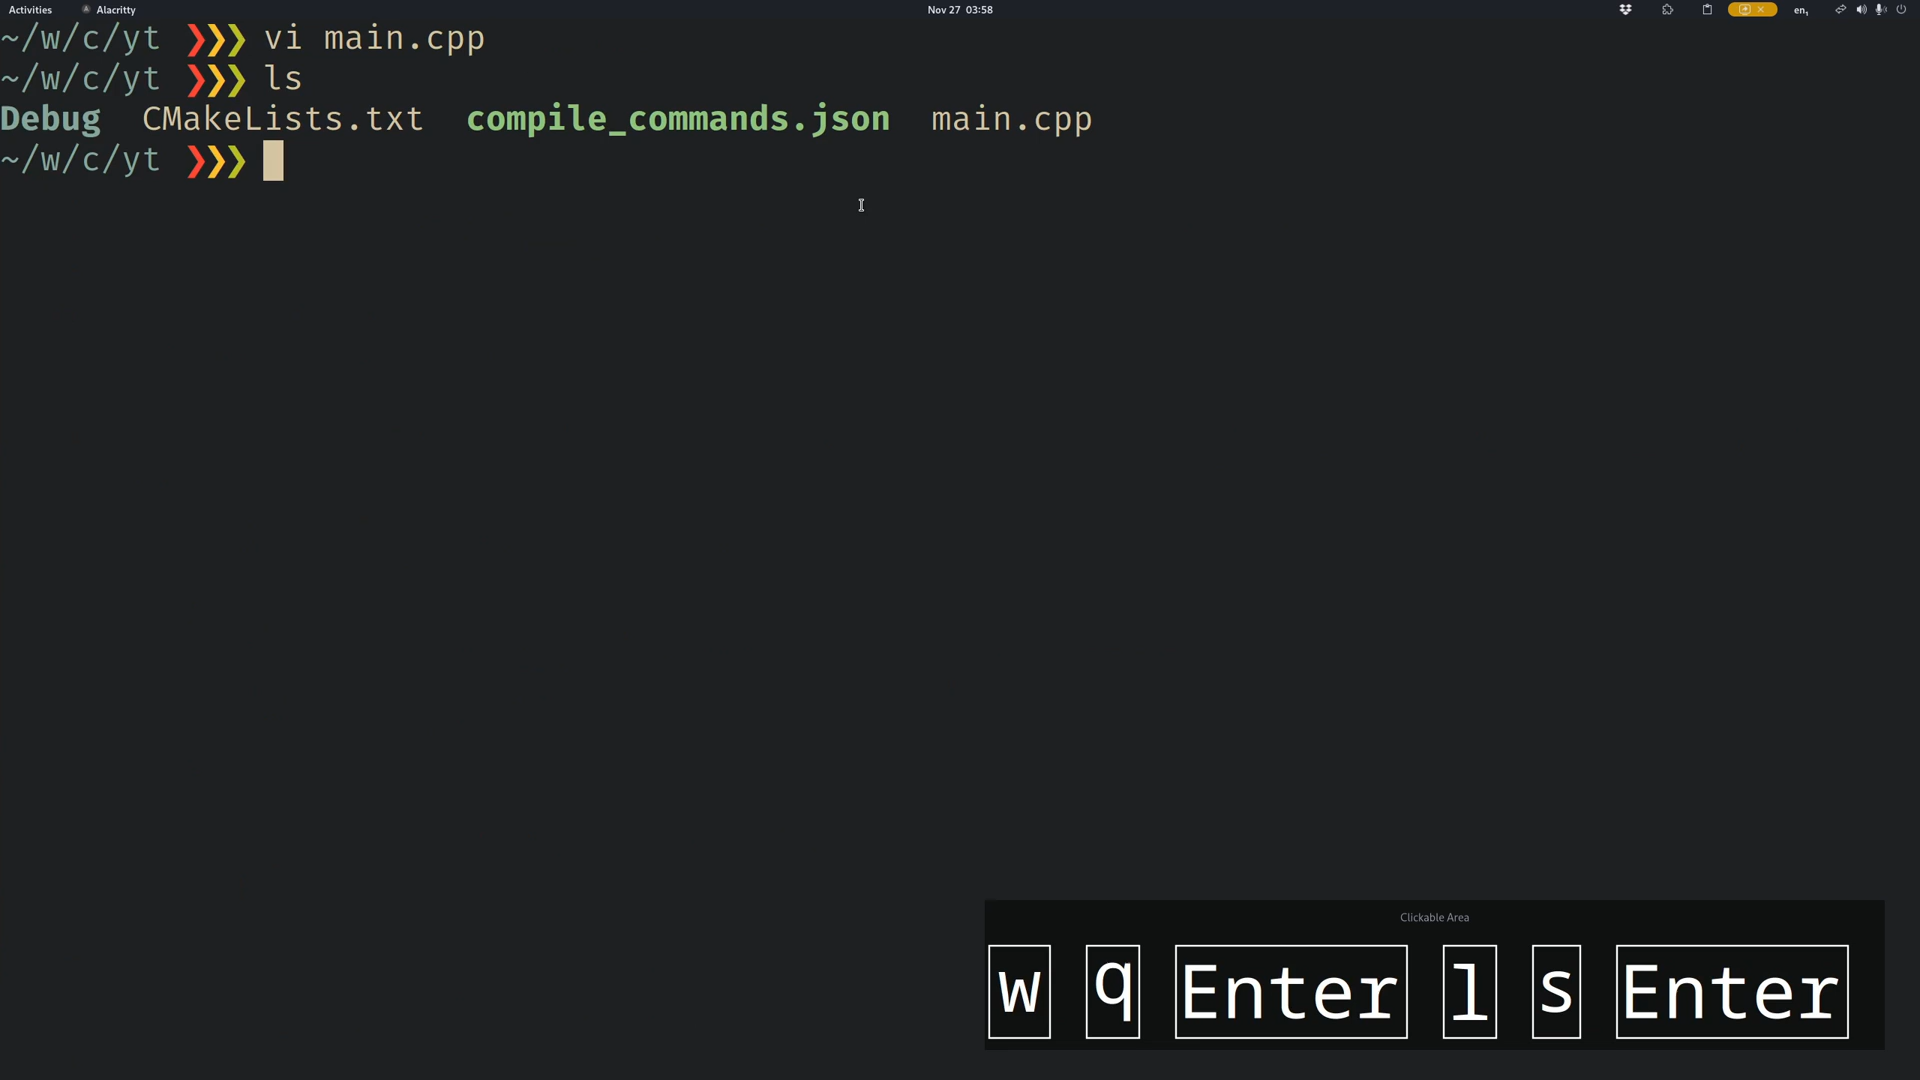 Activities Alacritty Nov 27 03:58 en₁
~/w/c/yt ❯❯❯ vi main.cpp
~/w/c/yt ❯❯❯ ls
Debug CMakeLists.txt compile_commands.json main.cpp
~/w/c/yt ❯❯❯
Clickable Area
w q Enter l s Enter